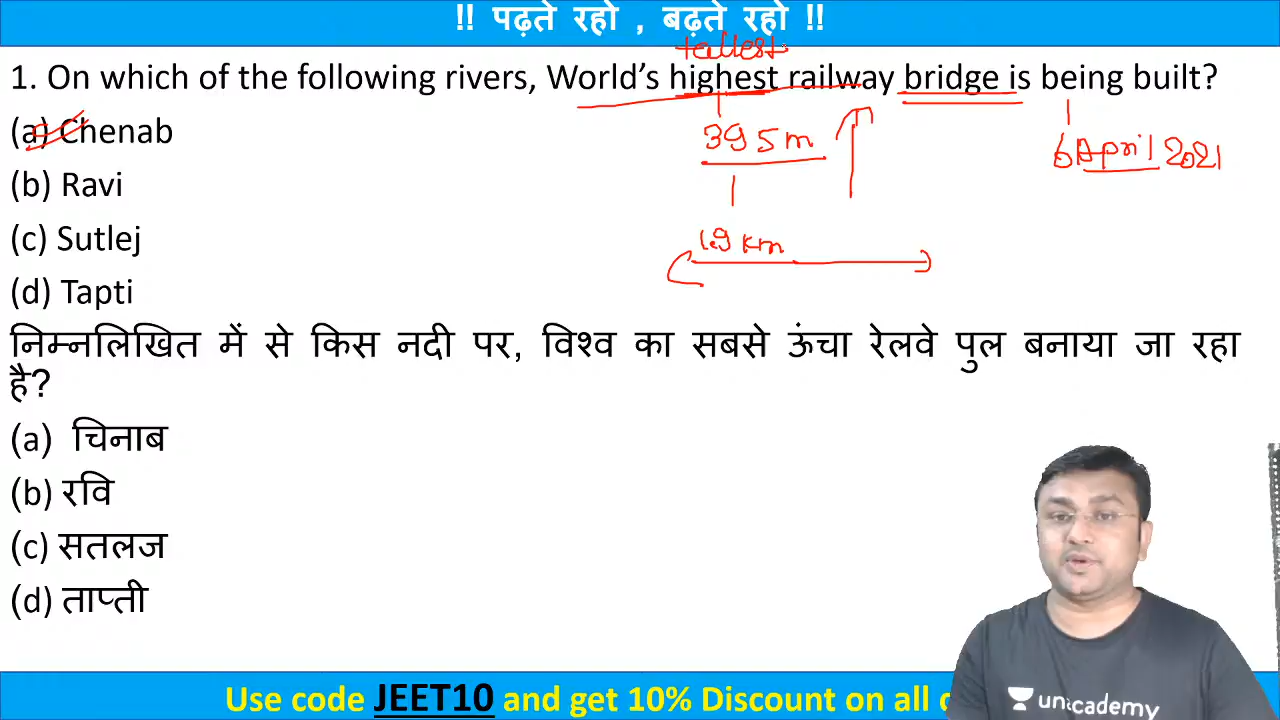 !! पढ़ते रहो , बढ़ते रहो !!
tallest
1. On which of the following rivers, World's highest railway bridge is being built?
(a) Chenab
395m
6 April 2021
(b) Ravi
(c) Sutlej
1.9 km
(d) Tapti
निम्नलिखित में से किस नदी पर, विश्व का सबसे ऊंचा रेलवे पुल बनाया जा रहा
है?
(a) चिनाब
(b) रवि
(c) सतलज
(d) ताप्ती
Use code JEET10 and get 10% Discount on all
unacademy